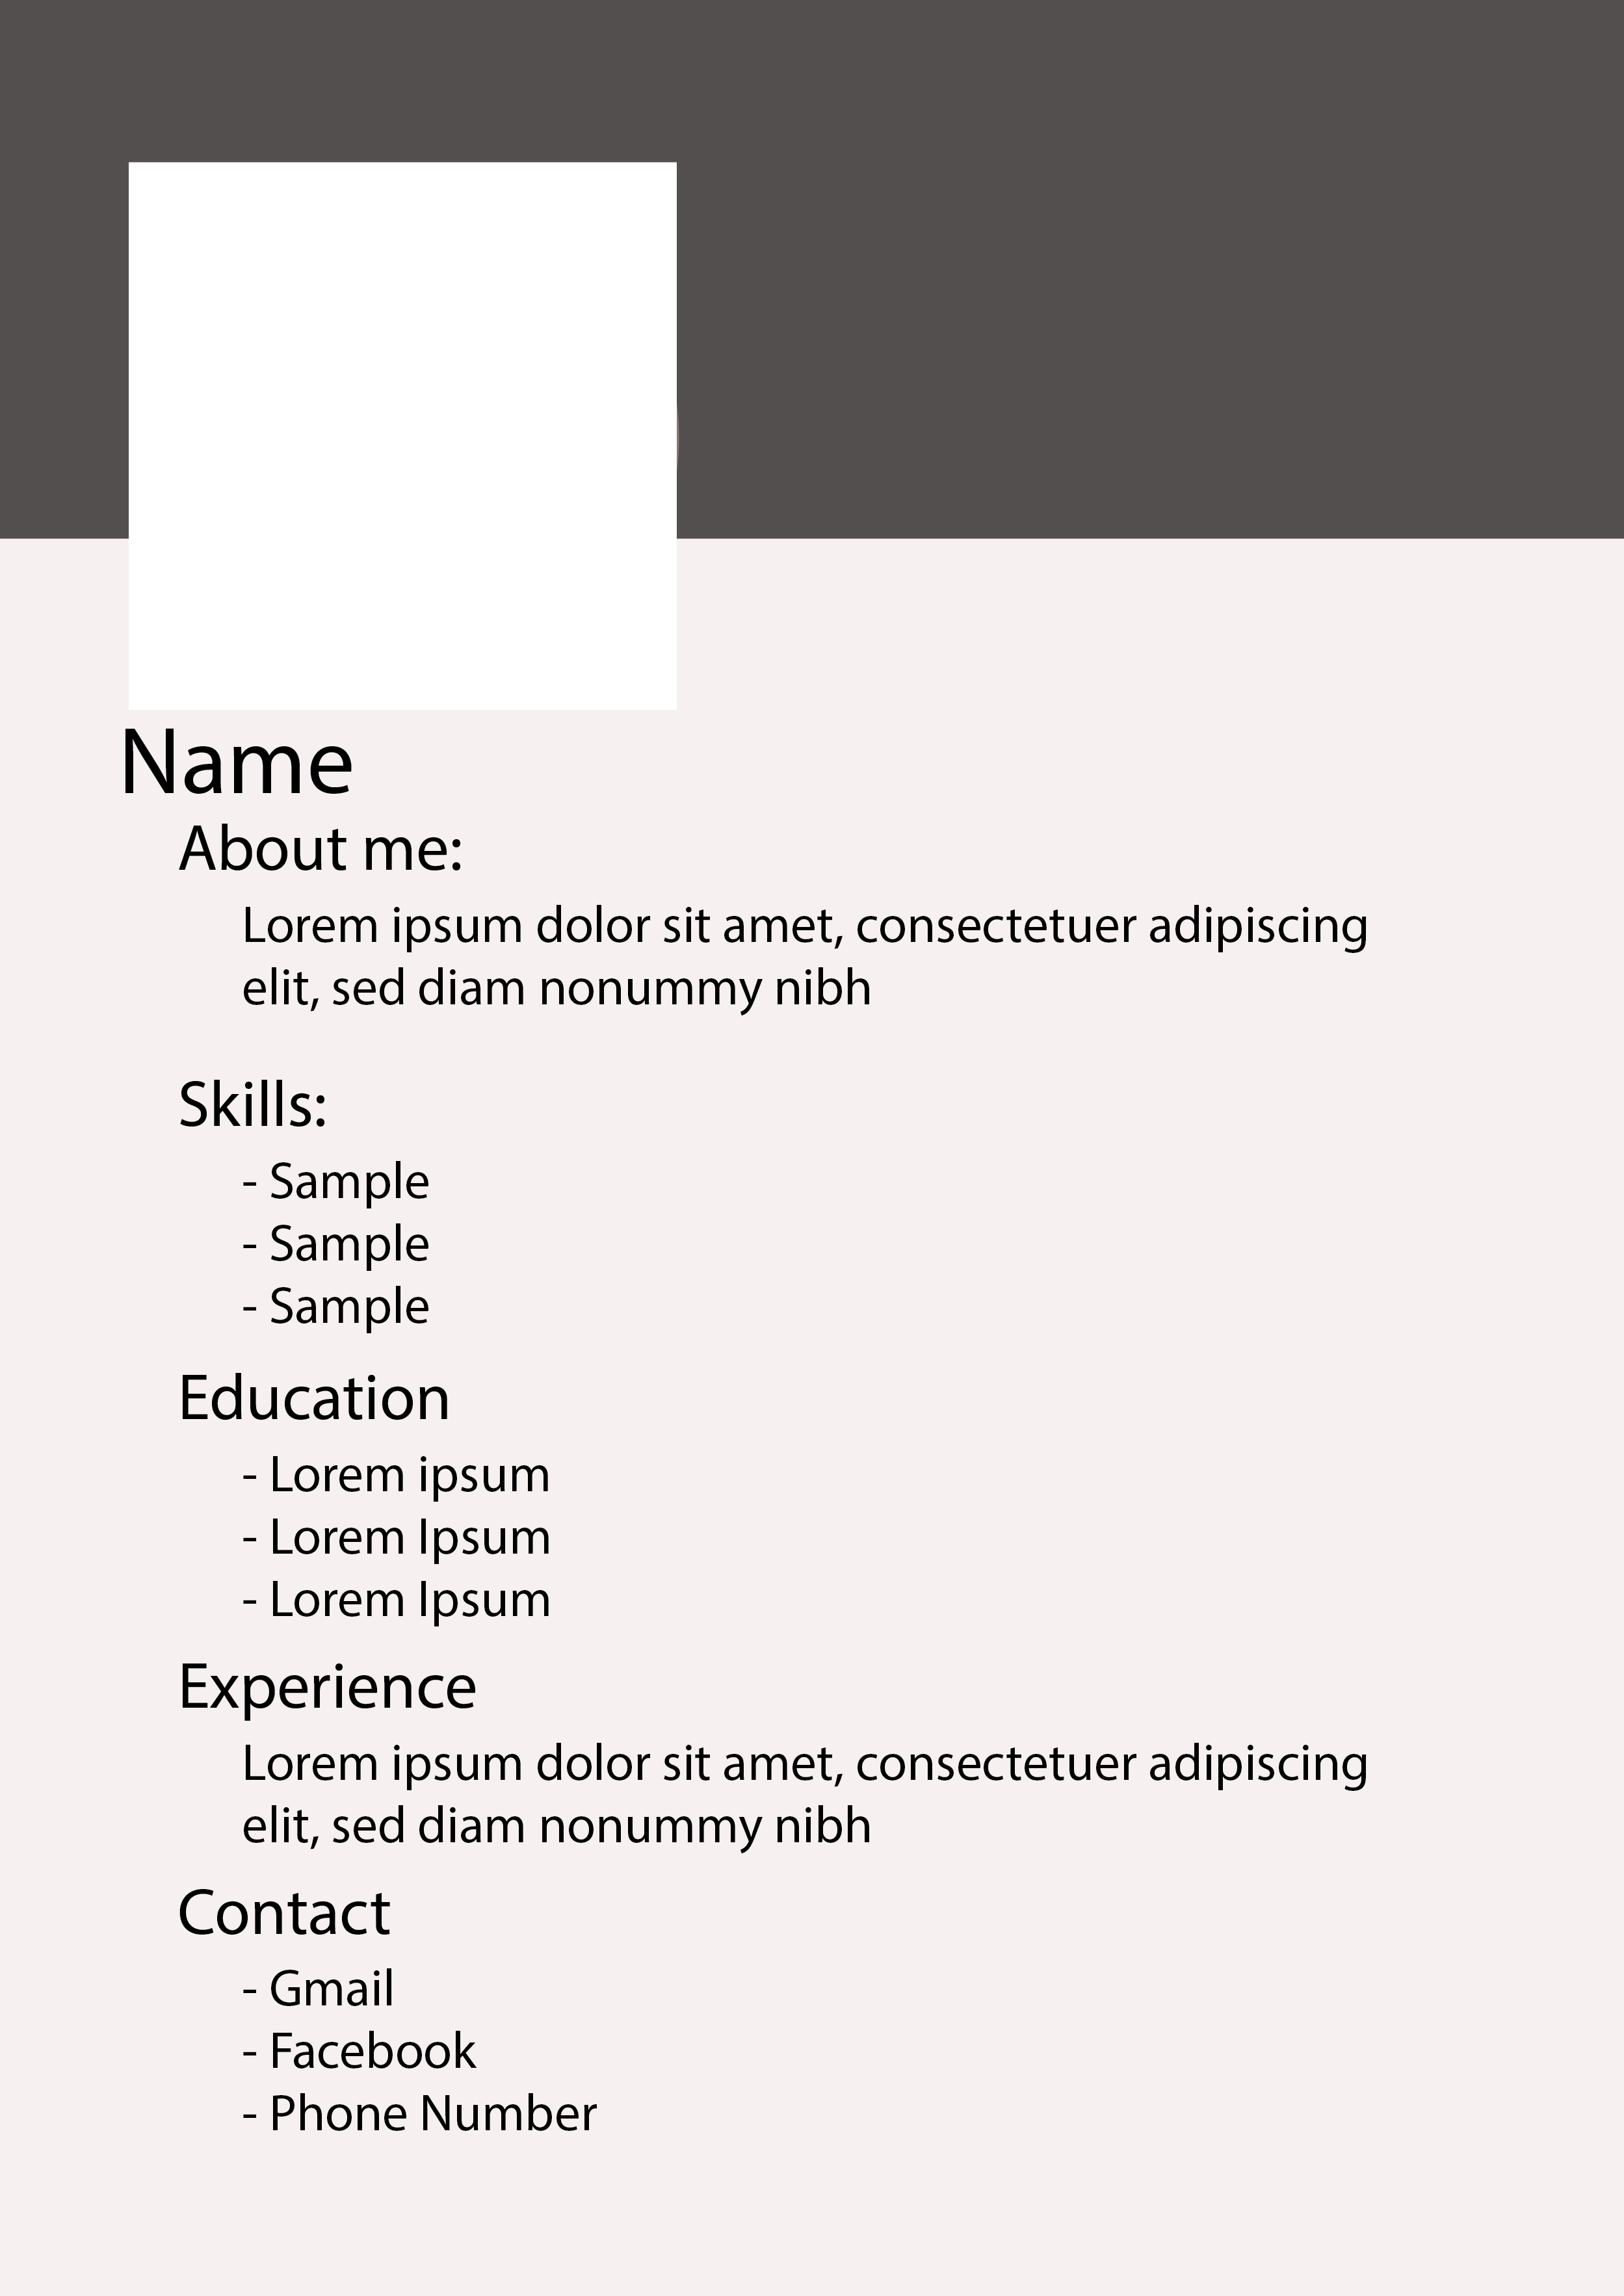 Name
About me:
Lorem ipsum dolor sit amet, consectetuer adipiscing
elit, sed diam nonummy nibh
Skills:
- Sample
- Sample
- Sample
Education
- Lorem ipsum
- Lorem Ipsum
- Lorem Ipsum
Experience
Lorem ipsum dolor sit amet, consectetuer adipiscing
elit, sed diam nonummy nibh
Contact
- Gmail
- Facebook
- Phone Number